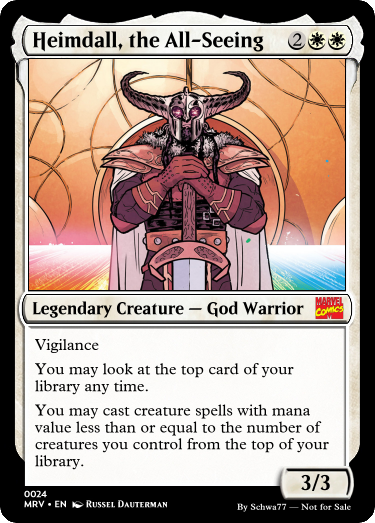 Heimdall, the All-Seeing 2
Legendary Creature — God Warrior
MARVEL
COMICS
Vigilance
You may look at the top card of your
library any time.
You may cast creature spells with mana
value less than or equal to the number of
creatures you control from the top of your
library.
3/3
0024
MRV • EN Russel Dauterman
By Schwa77 — Not for Sale